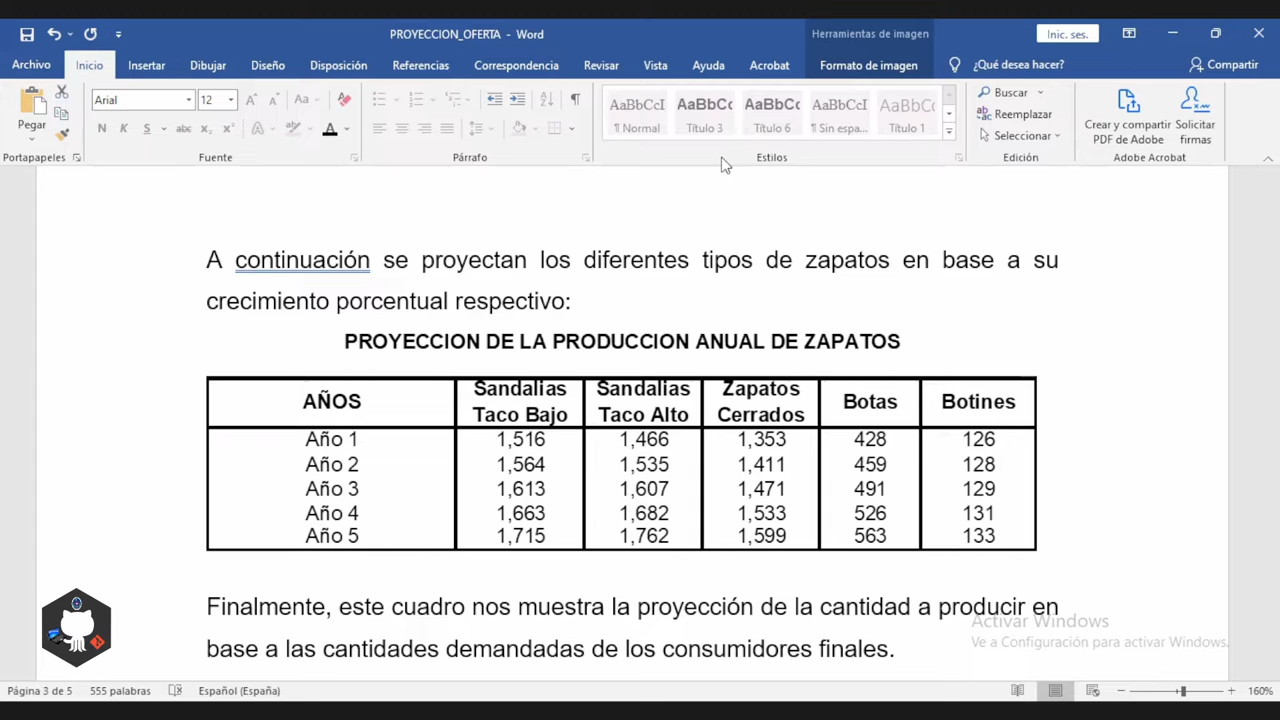 PROYECCION_OFERTA - Word
Herramientas de imagen
Inic. ses.
Archivo Inicio Insertar Dibujar Diseño Disposición Referencias Correspondencia Revisar Vista Ayuda Acrobat Formato de imagen ¿Qué desea hacer? Compartir
Pegar
Arial 12
Aa
N K S abc x₂ x² A A
AaBbCcI AaBbCc AaBbCc AaBbCcI AaBbCc
¶ Normal Título 3 Título 6 ¶ Sin espa... Título 1
Buscar
Reemplazar
Seleccionar
Crear y compartir PDF de Adobe
Solicitar firmas
Portapapeles Fuente Párrafo Estilos Edición Adobe Acrobat
A continuación se proyectan los diferentes tipos de zapatos en base a su
crecimiento porcentual respectivo:
PROYECCION DE LA PRODUCCION ANUAL DE ZAPATOS
AÑOS Sandalias Taco Bajo Sandalias Taco Alto Zapatos Cerrados Botas Botines
Año 1 1,516 1,466 1,353 428 126
Año 2 1,564 1,535 1,411 459 128
Año 3 1,613 1,607 1,471 491 129
Año 4 1,663 1,682 1,533 526 131
Año 5 1,715 1,762 1,599 563 133
Finalmente, este cuadro nos muestra la proyección de la cantidad a producir en
base a las cantidades demandadas de los consumidores finales.
Activar Windows
Ve a Configuración para activar Windows.
Página 3 de 5 555 palabras Español (España) 160%